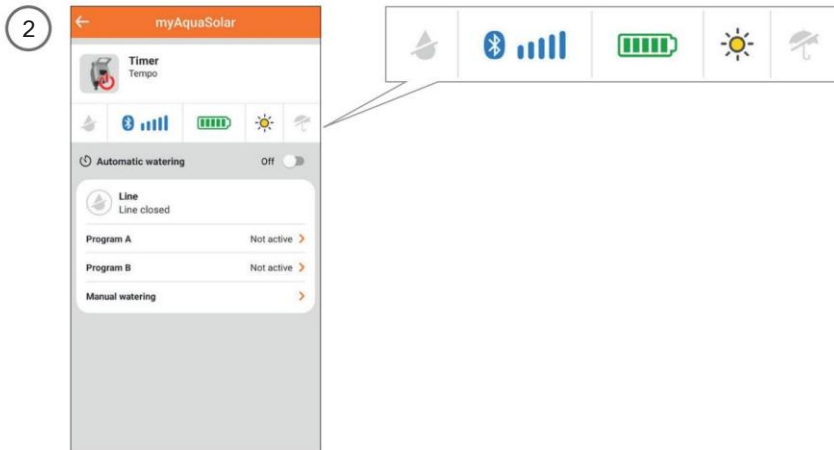 2
myAquaSolar
Timer
Tempo
Automatic watering Off
Line
Line closed
Program A Not active
Program B Not active
Manual watering